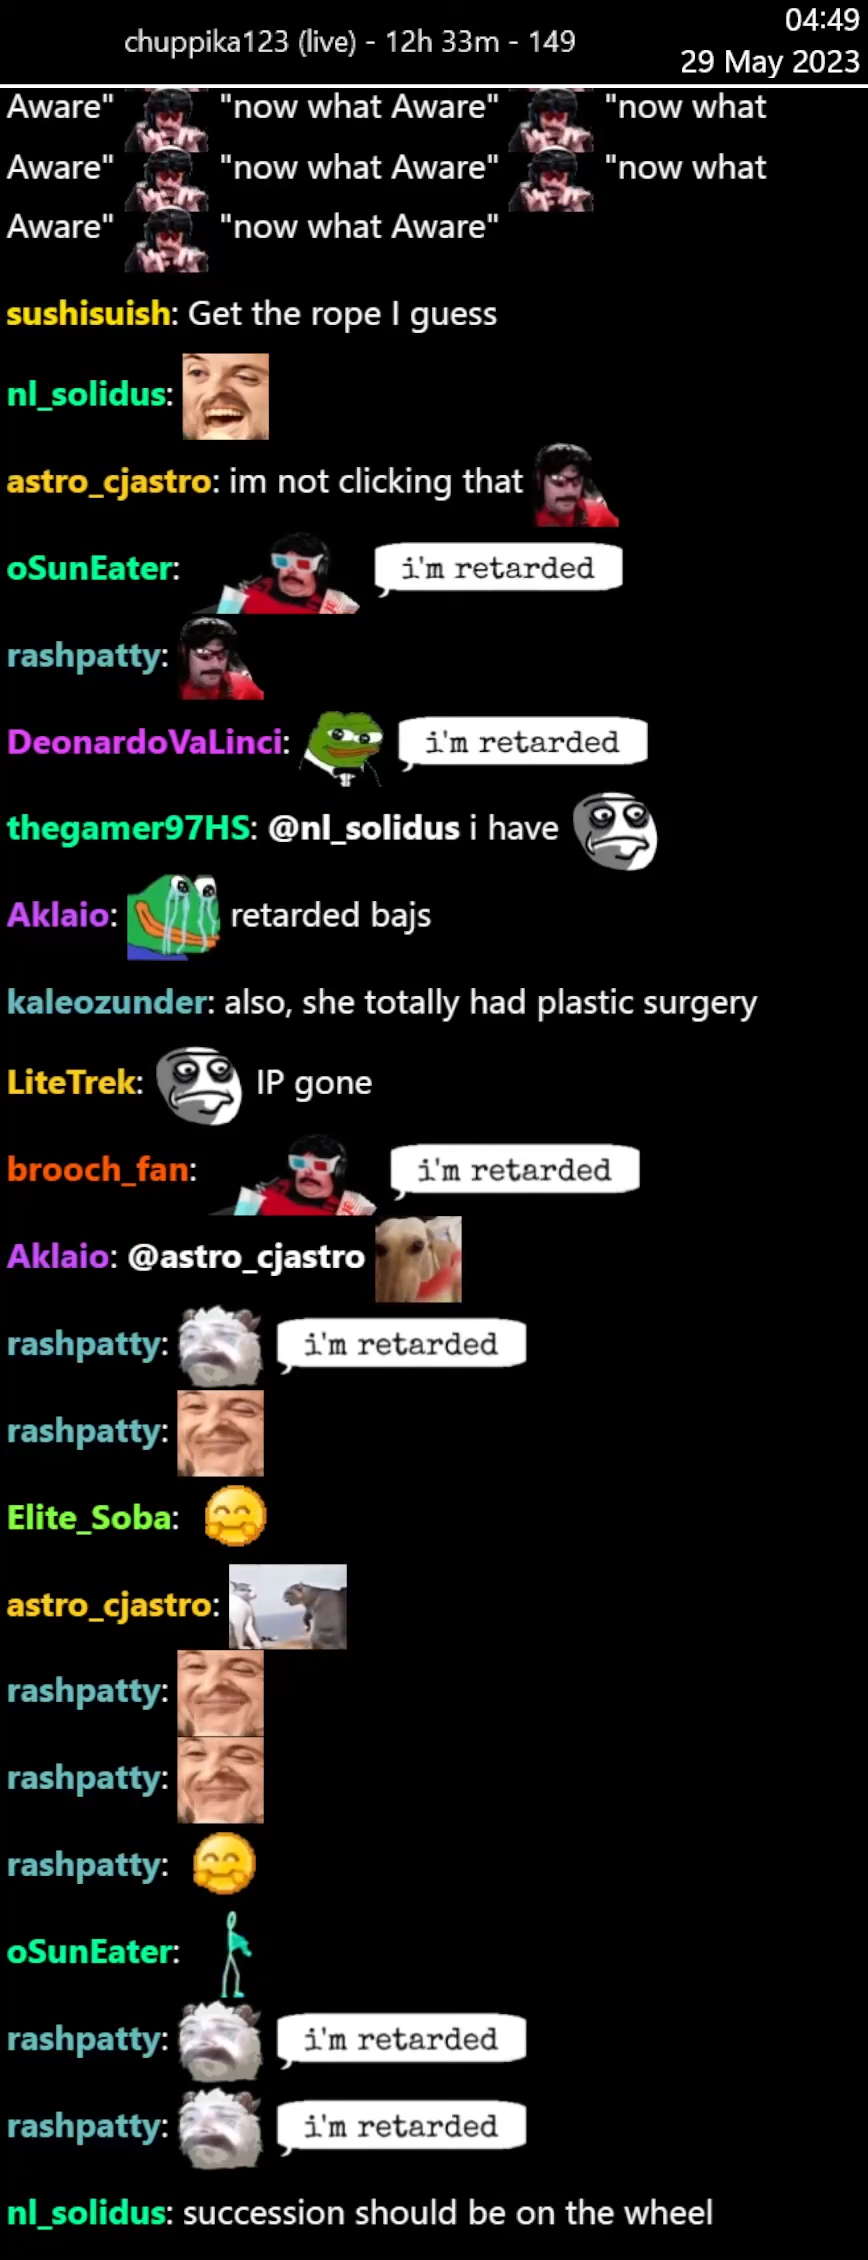 chuppika123 (live) - 12h 33m - 149
04:49
29 May 2023
Aware" "now what Aware" "now what
Aware" "now what Aware" "now what
Aware" "now what Aware"
sushisuish: Get the rope I guess
nl_solidus:
astro_cjastro: im not clicking that
oSunEater: i'm retarded
rashpatty:
DeonardoVaLinci: i'm retarded
thegamer97HS: @nl_solidus i have
Aklaio: retarded bajs
kaleozunder: also, she totally had plastic surgery
LiteTrek: IP gone
brooch_fan: i'm retarded
Aklaio: @astro_cjastro
rashpatty: i'm retarded
rashpatty:
Elite_Soba:
astro_cjastro:
rashpatty:
rashpatty:
rashpatty:
oSunEater:
rashpatty: i'm retarded
rashpatty: i'm retarded
nl_solidus: succession should be on the wheel